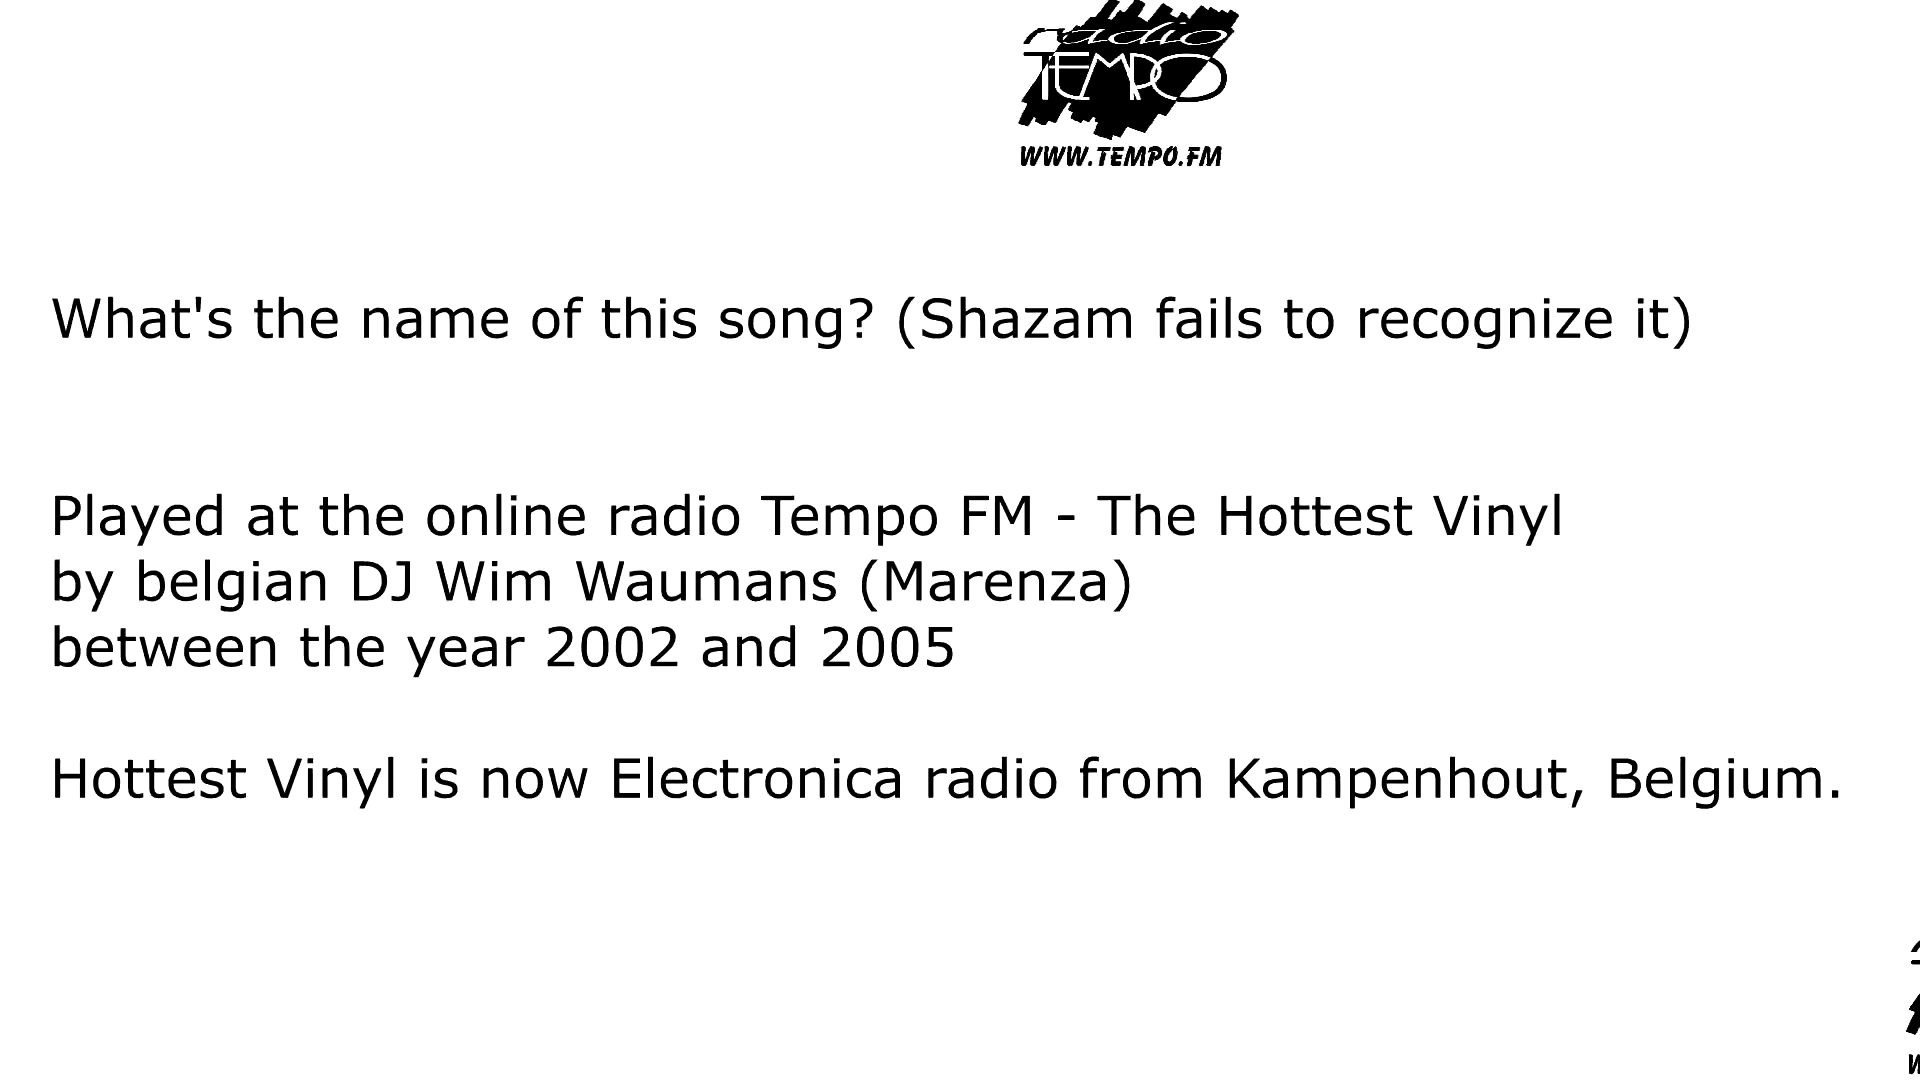 radio
TEMPO
WWW.TEMPO.FM
What's the name of this song? (Shazam fails to recognize it)
Played at the online radio Tempo FM - The Hottest Vinyl
by belgian DJ Wim Waumans (Marenza)
between the year 2002 and 2005
Hottest Vinyl is now Electronica radio from Kampenhout, Belgium.